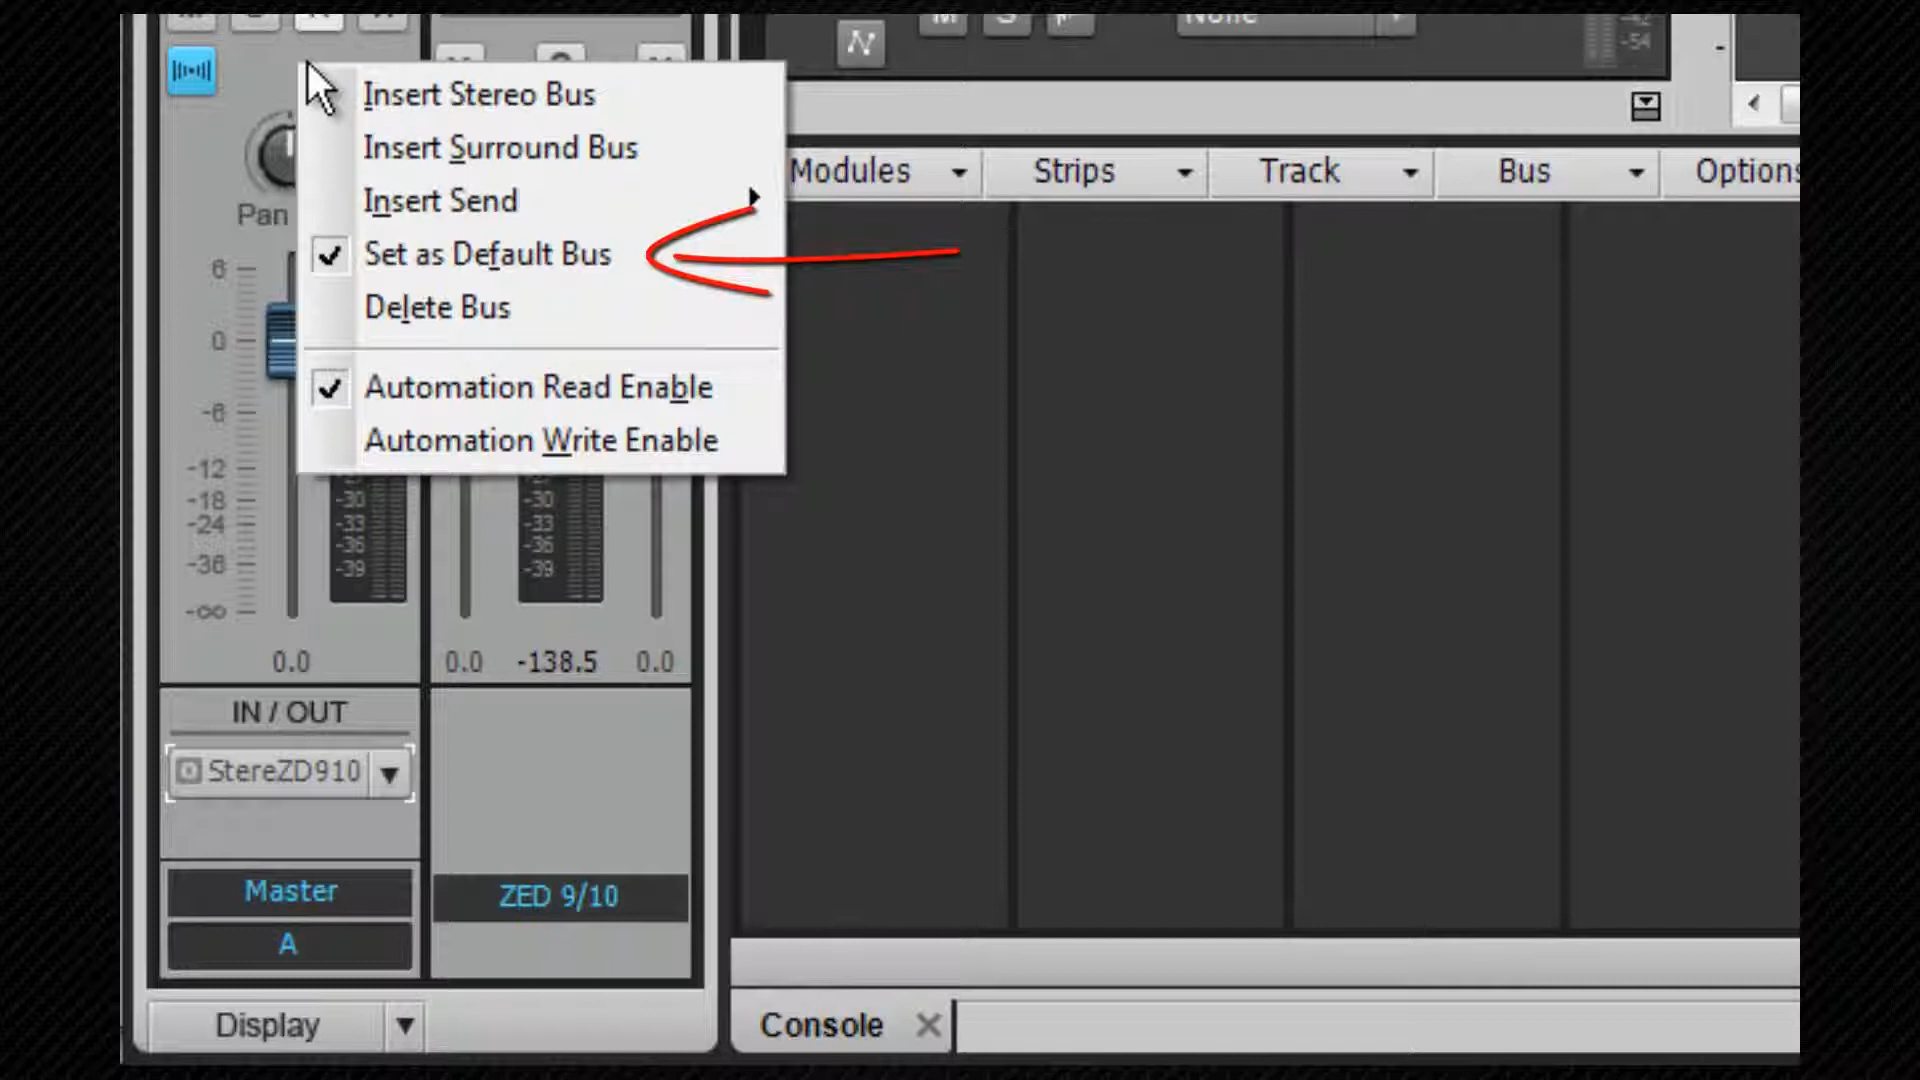 None
-42
-54
Insert Stereo Bus
Insert Surround Bus
Insert Send
Set as Default Bus
Delete Bus
Automation Read Enable
Automation Write Enable
Modules
Strips
Track
Bus
Options
Pan
6
0
-6
-12
-18
-24
-36
-∞
-30
-33
-36
-39
-30
-33
-36
-39
0.0
0.0
-138.5
0.0
IN / OUT
StereZD910
Master
A
ZED 9/10
Display
Console